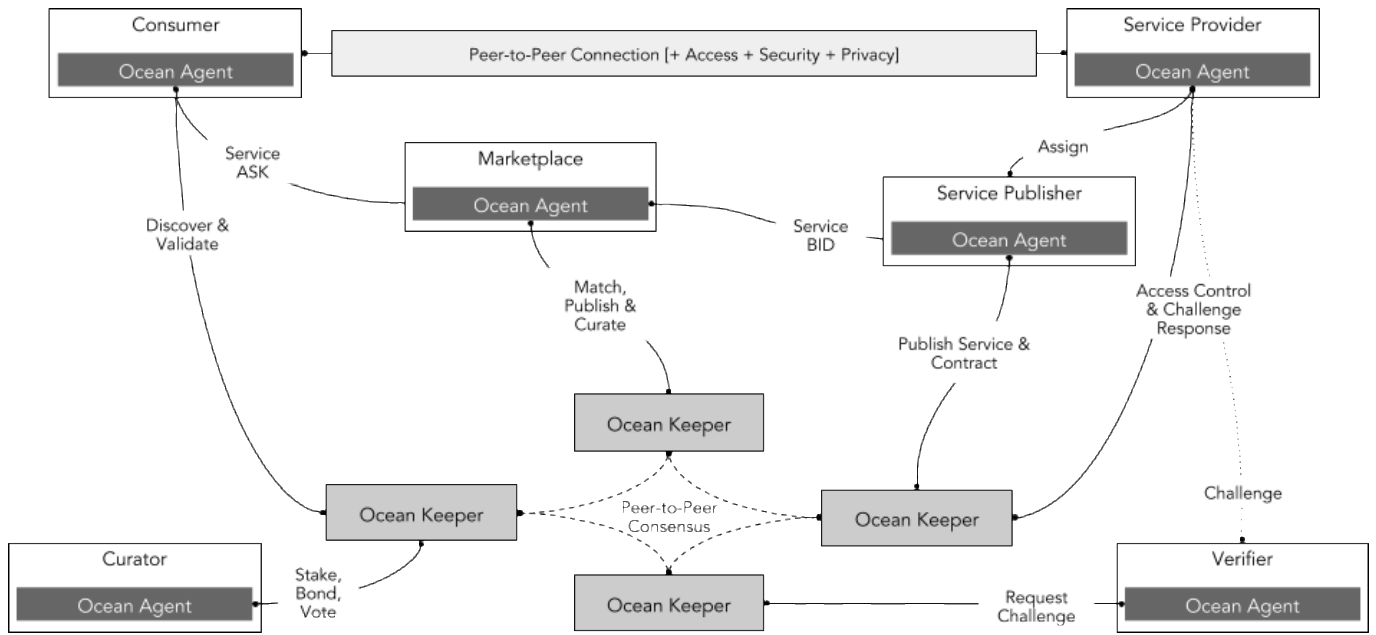 Consumer
Ocean Agent
Peer-to-Peer Connection [+ Access + Security + Privacy]
Service Provider
Ocean Agent
Service
ASK
Marketplace
Ocean Agent
Assign
Service Publisher
Ocean Agent
Service
BID
Discover &
Validate
Match,
Publish &
Curate
Publish Service &
Contract
Access Control
& Challenge
Response
Ocean Keeper
Ocean Keeper
Peer-to-Peer
Consensus
Ocean Keeper
Challenge
Curator
Ocean Agent
Stake,
Bond,
Vote
Ocean Keeper
Request
Challenge
Verifier
Ocean Agent